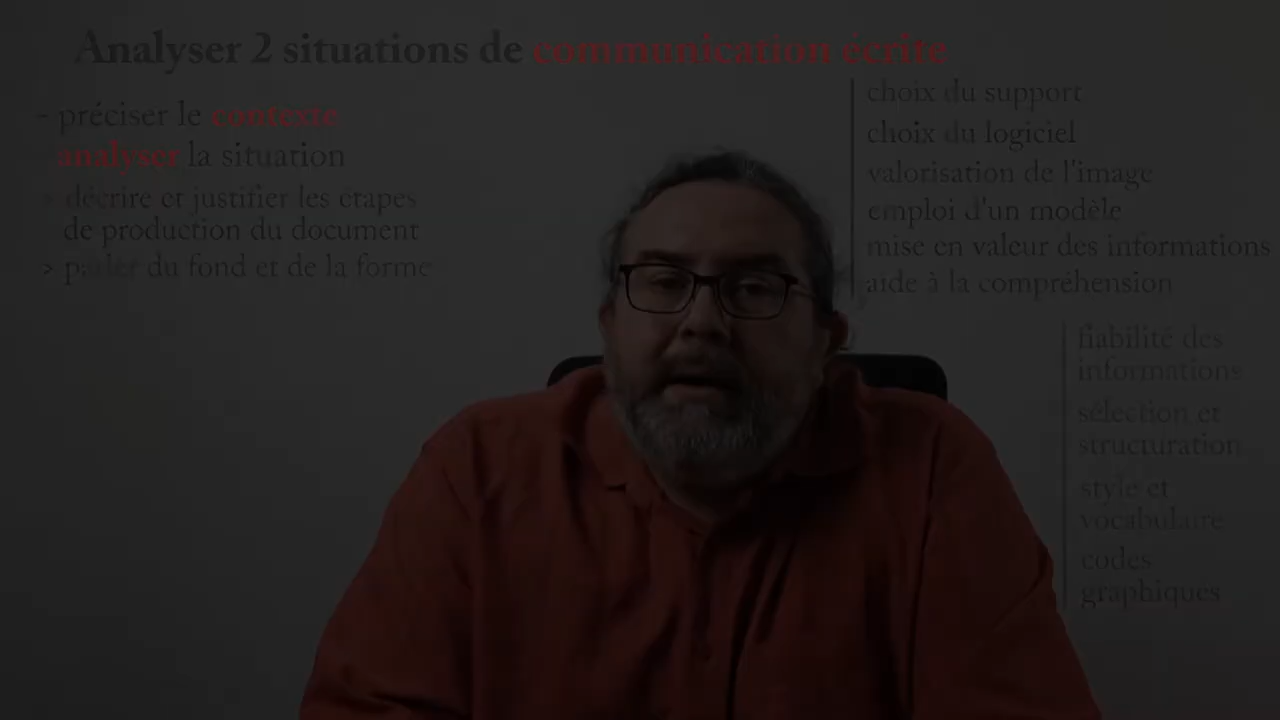 Analyser 2 situations de communication écrite
- préciser le contexte
analyser la situation
> décrire et justifier les étapes
de production du document
> parler du fond et de la forme
choix du support
choix du logiciel
valorisation de l'image
emploi d'un modèle
mise en valeur des informations
aide à la compréhension
fiabilité des
informations
sélection et
structuration
style et
vocabulaire
codes
graphiques